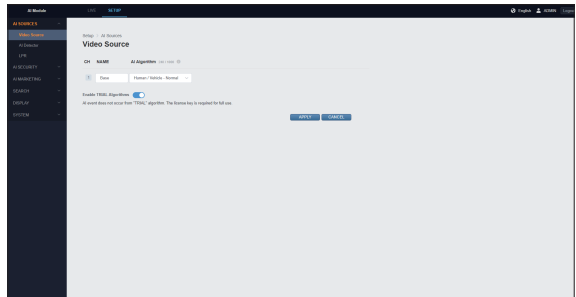 AI Module
LIVE
SETUP
English
ADMIN
Logout
AI SOURCES
Video Source
AI Detector
LPR
AI SECURITY
AI MARKETING
SEARCH
DISPLAY
SYSTEM
Setup / AI Sources
Video Source
CH NAME AI Algorithm
1
Human / Vehicle - Normal
Enable TRIAL Algorithms
AI event does not occur from "TRIAL" algorithm. The license key is required for full use.
APPLY CANCEL